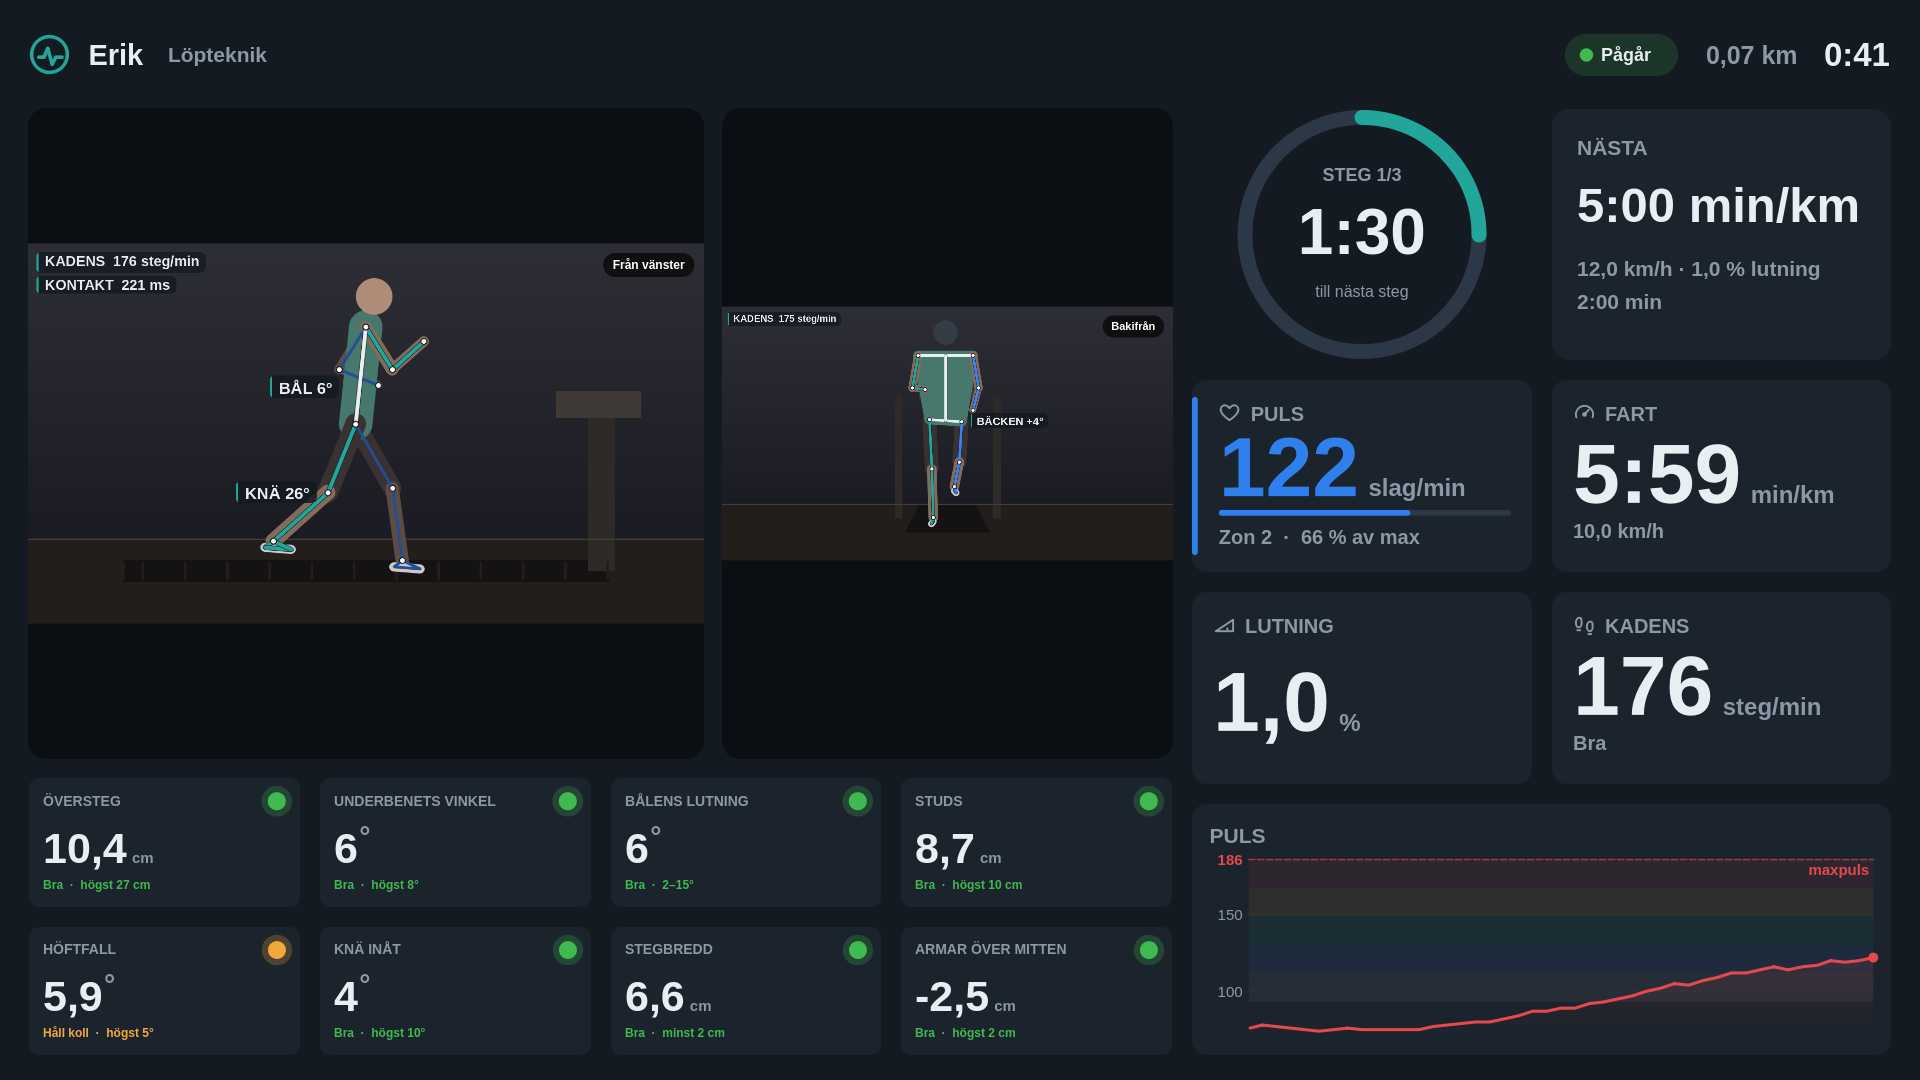 Erik Löpteknik
Pågår 0,07 km 0:41
KADENS 176 steg/min
KONTAKT 221 ms
Från vänster
BÅL 6°
KNÄ 26°
KADENS 175 steg/min
Bakifrån
BÄCKEN +4°
STEG 1/3
1:30
till nästa steg
NÄSTA
5:00 min/km
12,0 km/h · 1,0 % lutning
2:00 min
PULS
122 slag/min
Zon 2 · 66 % av max
FART
5:59 min/km
10,0 km/h
LUTNING
1,0 %
KADENS
176 steg/min
Bra
ÖVERSTEG
10,4 cm
Bra · högst 27 cm
UNDERBENETS VINKEL
6°
Bra · högst 8°
BÅLENS LUTNING
6°
Bra · 2–15°
STUDS
8,7 cm
Bra · högst 10 cm
HÖFTFALL
5,9°
Håll koll · högst 5°
KNÄ INÅT
4°
Bra · högst 10°
STEGBREDD
6,6 cm
Bra · minst 2 cm
ARMAR ÖVER MITTEN
-2,5 cm
Bra · högst 2 cm
PULS
186
maxpuls
150
100